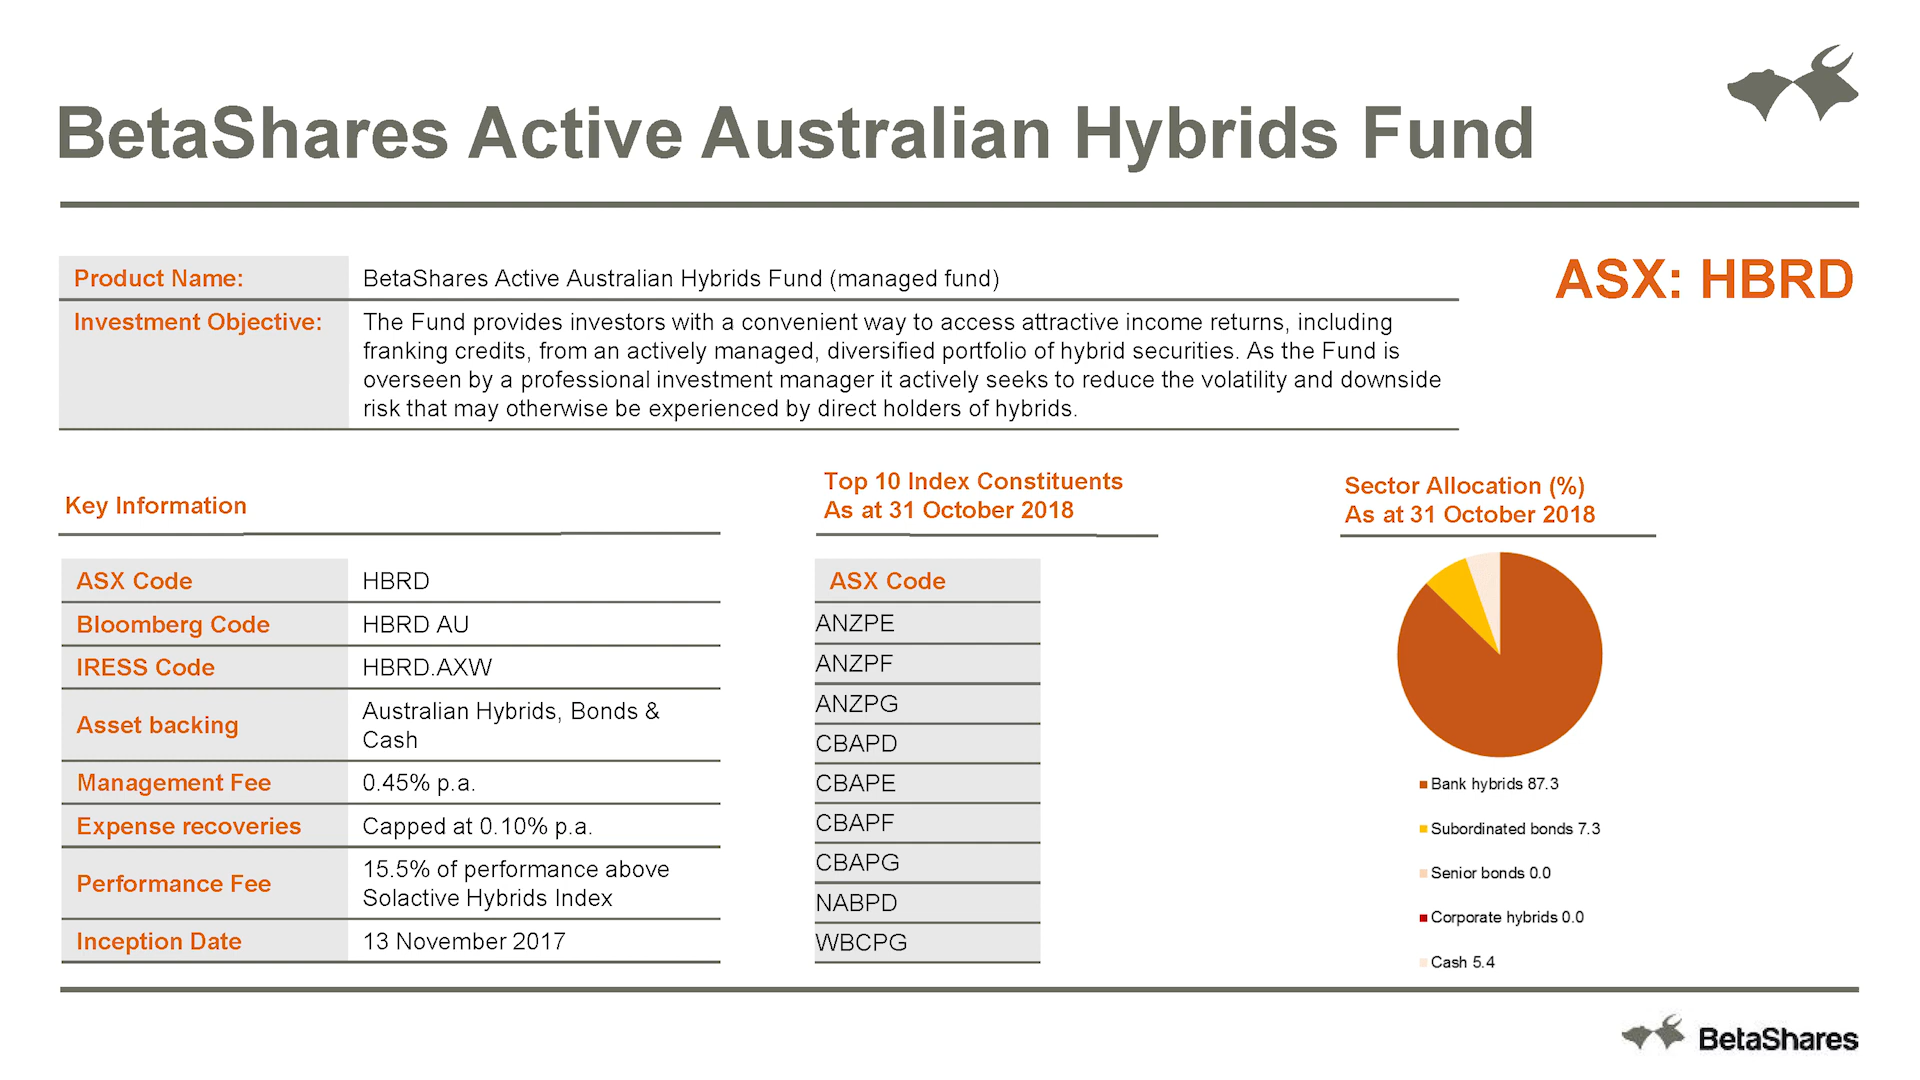 BetaShares Active Australian Hybrids Fund
ASX: HBRD
Product Name: BetaShares Active Australian Hybrids Fund (managed fund)
Investment Objective: The Fund provides investors with a convenient way to access attractive income returns, including
franking credits, from an actively managed, diversified portfolio of hybrid securities. As the Fund is
overseen by a professional investment manager it actively seeks to reduce the volatility and downside
risk that may otherwise be experienced by direct holders of hybrids.
Key Information
ASX Code HBRD
Bloomberg Code HBRD AU
IRESS Code HBRD.AXW
Asset backing Australian Hybrids, Bonds &
Cash
Management Fee 0.45% p.a.
Expense recoveries Capped at 0.10% p.a.
Performance Fee 15.5% of performance above
Solactive Hybrids Index
Inception Date 13 November 2017
Top 10 Index Constituents
As at 31 October 2018
ASX Code
ANZPE
ANZPF
ANZPG
CBAPD
CBAPE
CBAPF
CBAPG
NABPD
WBCPG
Sector Allocation (%)
As at 31 October 2018
Bank hybrids 87.3
Subordinated bonds 7.3
Senior bonds 0.0
Corporate hybrids 0.0
Cash 5.4
BetaShares